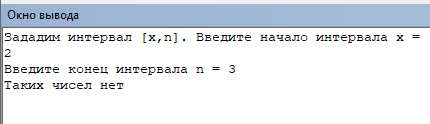 Окно вывода
Зададим интервал [x,n]. Введите начало интервала x =
2
Введите конец интервала n = 3
Таких чисел нет